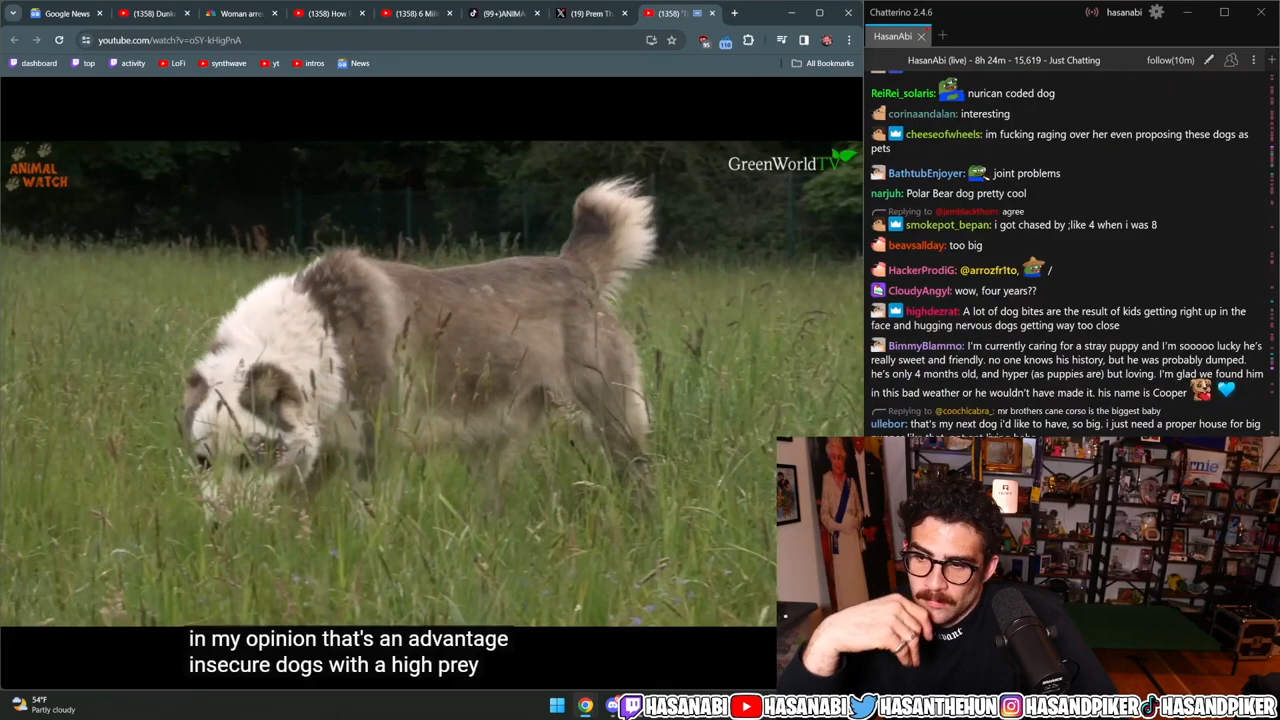 Google News
(1358) Dunk
Woman arre
(1358) How
(1358) 6 Mili
(99+)ANIMA
(19) Prem Th
(1358) "T
youtube.com/watch?v=oSY-kHigPnA
95
110
dashboard
top
activity
LoFi
synthwave
yt
intros
News
All Bookmarks
ANIMAL
WATCH
GreenWorldTV
in my opinion that's an advantage
insecure dogs with a high prey
Chatterino 2.4.6
hasanabi
HasanAbi
HasanAbi (live) - 8h 24m - 15,619 - Just Chatting
follow(10m)
ReiRei_solaris: nurican coded dog
corinaandalan: interesting
cheeseofwheels: im fucking raging over her even proposing these dogs as
pets
BathtubEnjoyer: joint problems
narjuh: Polar Bear dog pretty cool
Replying to @jemblackthorn: agree
smokepot_bepan: i got chased by ;like 4 when i was 8
beavsallday: too big
HackerProdiG: @arrozfr1to, /
CloudyAngyl: wow, four years??
highdezrat: A lot of dog bites are the result of kids getting right up in the
face and hugging nervous dogs getting way too close
BimmyBlammo: I'm currently caring for a stray puppy and I'm sooooo lucky he's
really sweet and friendly. no one knows his history, but he was probably dumped.
he's only 4 months old, and hyper (as puppies are) but loving. I'm glad we found him
in this bad weather or he wouldn't have made it. his name is Cooper
Replying to @coochicabra_: mr brothers cane corso is the biggest baby
ullebor: that's my next dog i'd like to have, so big. i just need a proper house for big
ernie
54°F
Partly cloudy
HASANABI
HASANABI
HASANTHEHUN
HASANDPIKER
HASANDPIKER